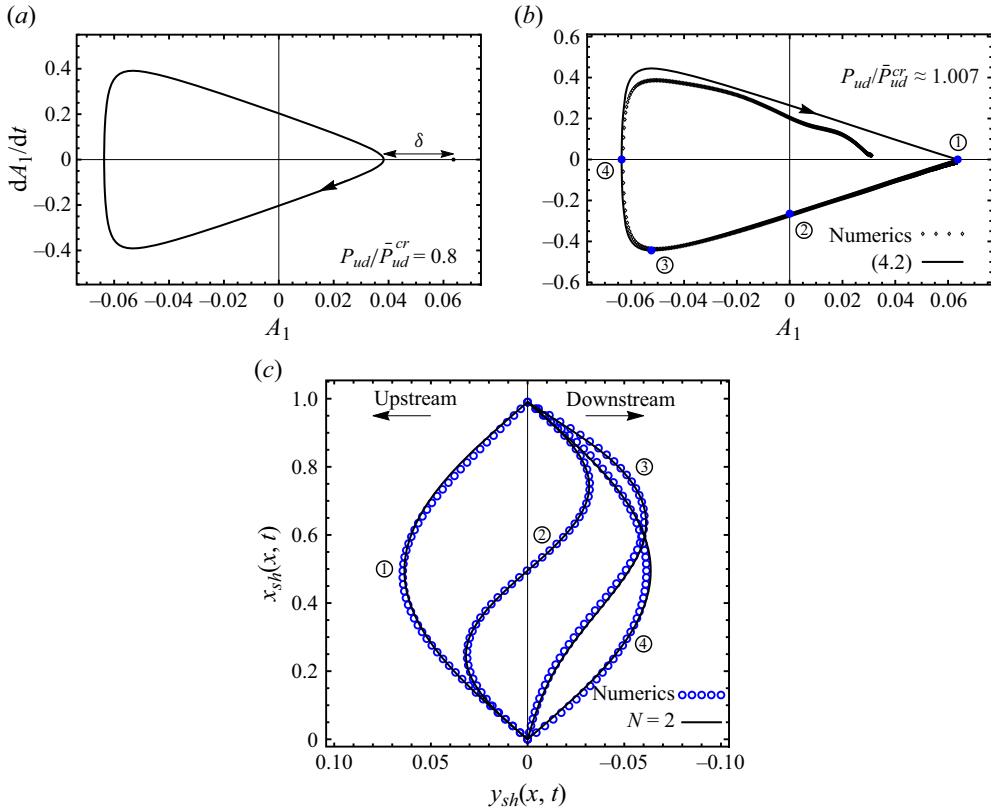 (a)
(b)
0.4
0.2
0
−0.2
−0.4
dA1/dt
δ
Pud/P̄ud^cr = 0.8
−0.06 −0.04 −0.02 0 0.02 0.04 0.06
A1
0.6
0.4
0.2
0
−0.2
−0.4
−0.6
Pud/P̄ud^cr ≈ 1.007
①
②
③
④
Numerics
(4.2)
−0.06 −0.04 −0.02 0 0.02 0.04 0.06
A1
(c)
1.0
0.8
0.6
0.4
0.2
0
xsh(x, t)
Upstream
Downstream
①
②
③
④
Numerics
N = 2
0.10 0.05 0 −0.05 −0.10
ysh(x, t)